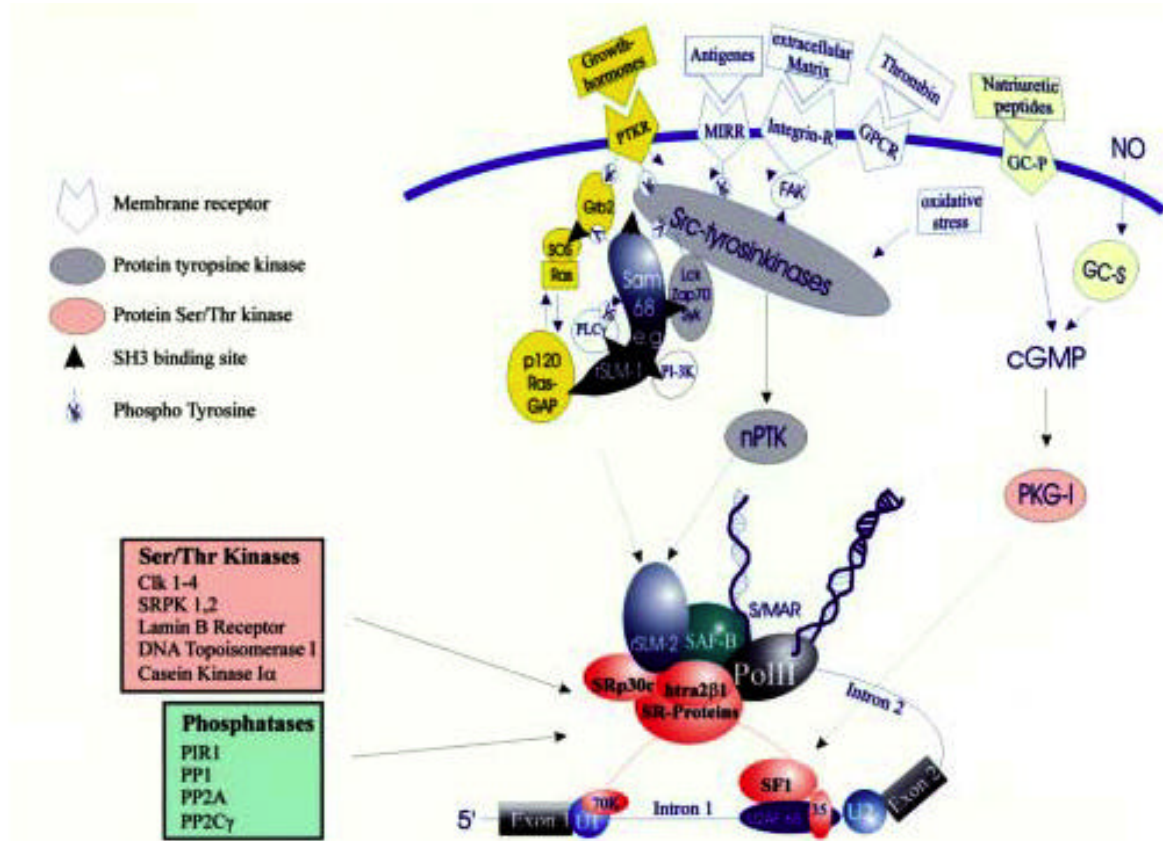 Growth-
hormones
Antigenes
extracellular
Matrix
Thrombin
Natriuretic
peptides
PTKR
MIRR
Integrin-R
GPCR
GC-P
NO
Membrane receptor
Protein tyropsine kinase
Protein Ser/Thr kinase
SH3 binding site
Phospho Tyrosine
Grb2
FAK
SOS
Ras
Src-tyrosinkinases
oxidative
stress
GC-S
Sam
68
e.g.
Lck
Zap70
Syk
PLCγ
rSLM-1
PI-3K
p120
Ras-
GAP
cGMP
nPTK
PKG-I
Ser/Thr Kinases
Clk 1-4
SRPK 1,2
Lamin B Receptor
DNA Topoisomerase I
Casein Kinase Iα
Phosphatases
PIR1
PP1
PP2A
PP2Cγ
S/MAR
rSLM-2
SAF-B
PolII
SRp30c
htra2β1
SR-Proteins
Intron 2
SF1
5'
Exon 1
U1
70K
Intron 1
35
U2
Exon 2